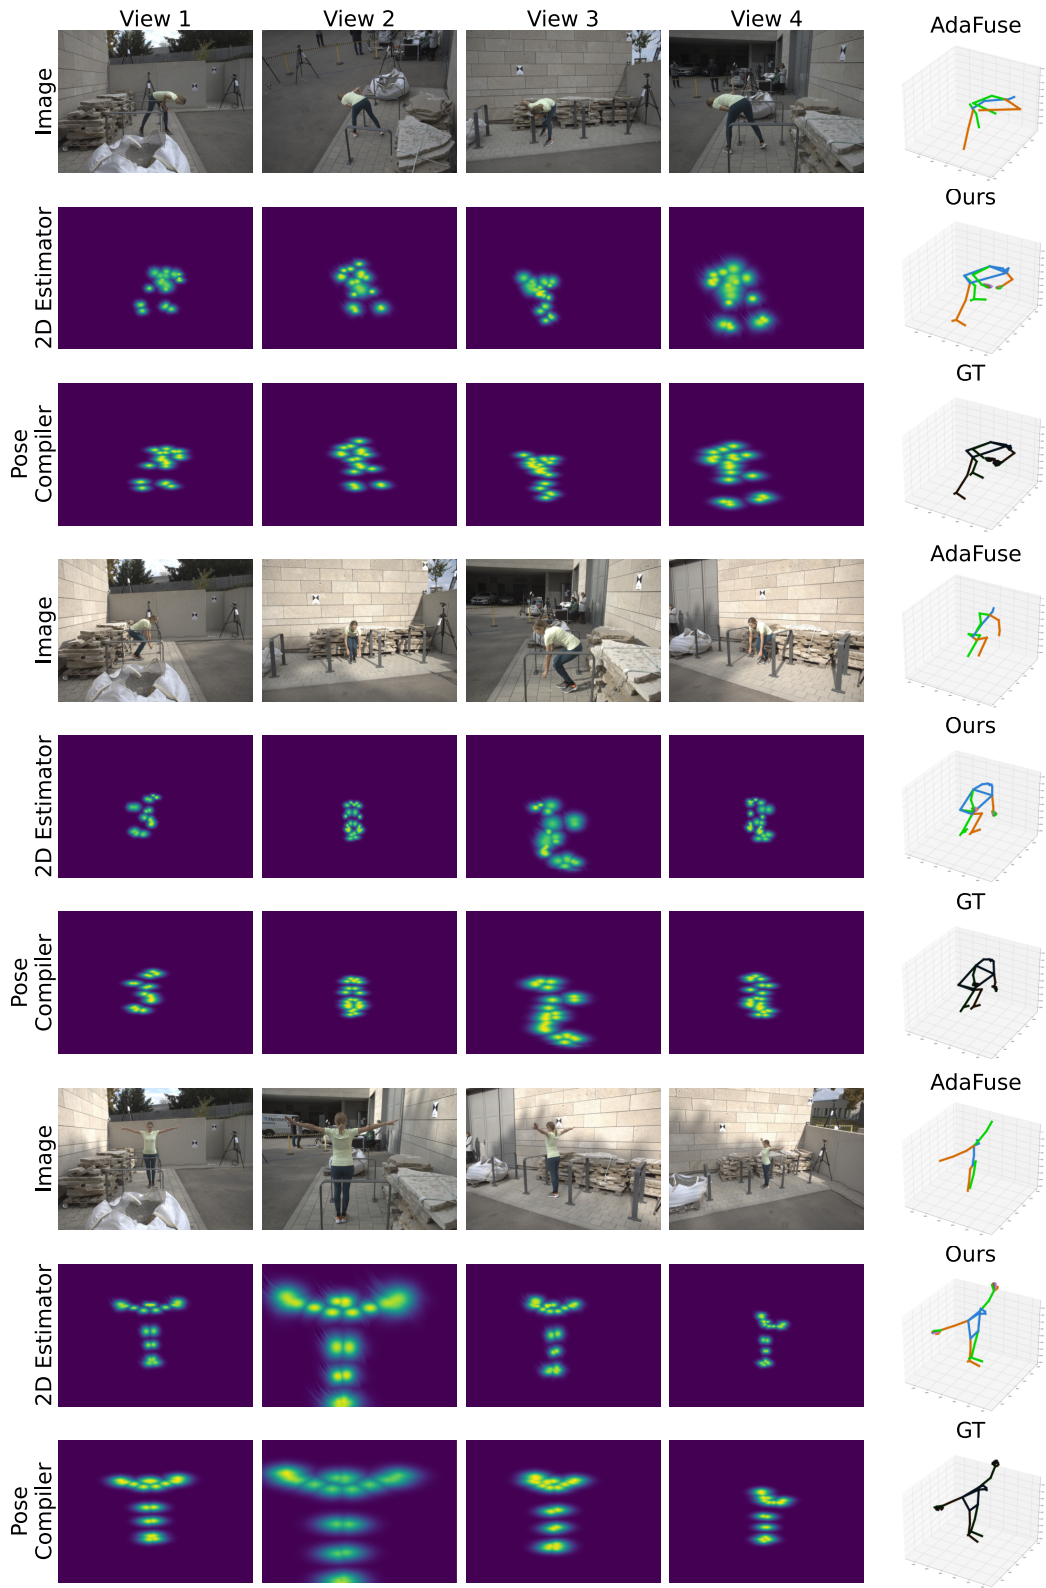 View 1
View 2
View 3
View 4
AdaFuse
Image
Ours
2D Estimator
GT
Pose
Compiler
AdaFuse
Image
Ours
2D Estimator
GT
Pose
Compiler
AdaFuse
Image
Ours
2D Estimator
GT
Pose
Compiler